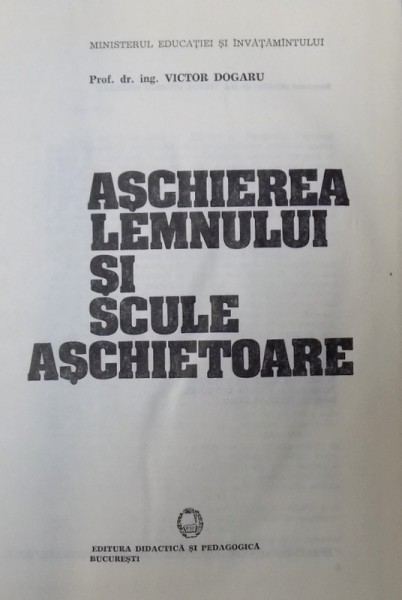 MINISTERUL EDUCAȚIEI ȘI ÎNVĂȚĂMÎNTULUI
Prof. dr. ing. VICTOR DOGARU
AȘCHIEREA
LEMNULUI
ȘI
SCULE
AȘCHIETOARE
EDITURA DIDACTICĂ ȘI PEDAGOGICĂ
BUCUREȘTI